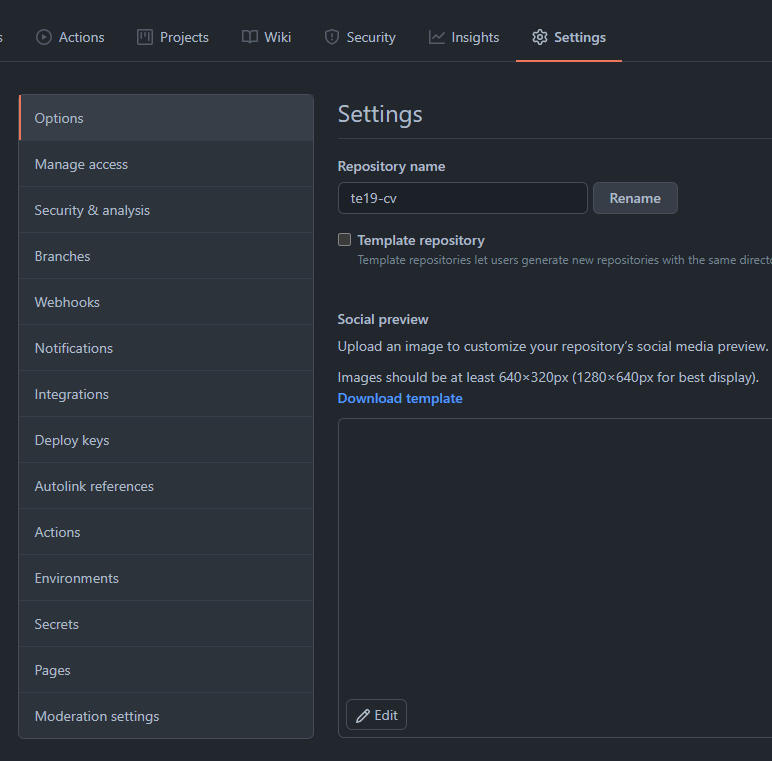 Actions Projects Wiki Security Insights Settings
Options
Manage access
Security & analysis
Branches
Webhooks
Notifications
Integrations
Deploy keys
Autolink references
Actions
Environments
Secrets
Pages
Moderation settings
Settings
Repository name
te19-cv Rename
Template repository
Template repositories let users generate new repositories with the same
Social preview
Upload an image to customize your repository’s social media preview.
Images should be at least 640×320px (1280×640px for best display).
Download template
Edit